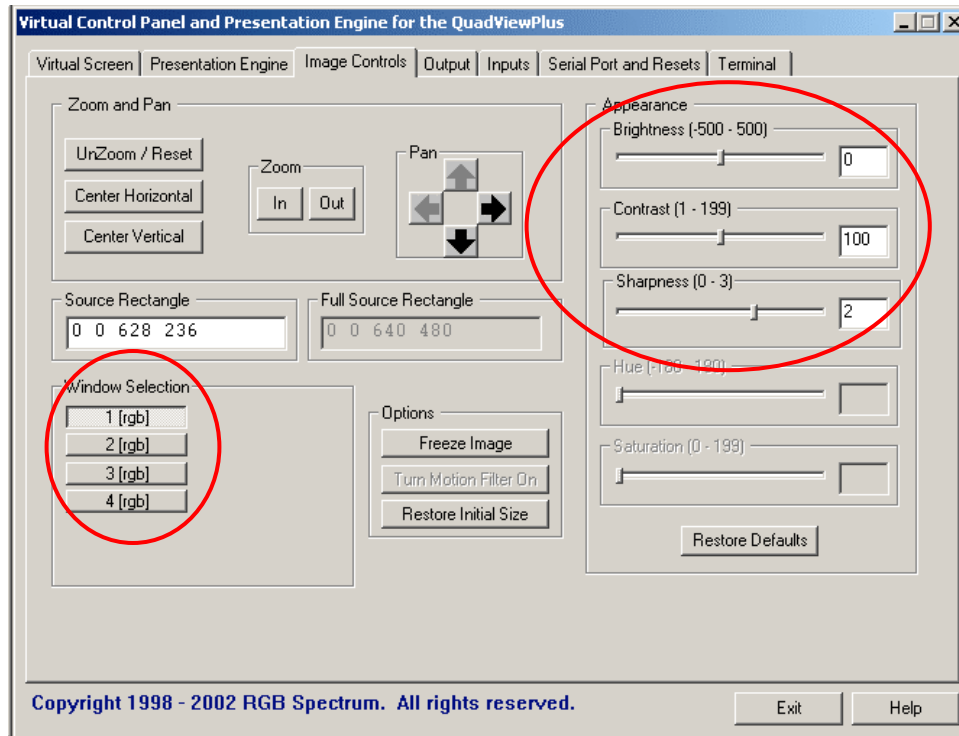 Virtual Control Panel and Presentation Engine for the QuadViewPlus
Virtual Screen Presentation Engine Image Controls Output Inputs Serial Port and Resets Terminal
Zoom and Pan
UnZoom / Reset
Center Horizontal
Center Vertical
Zoom
In Out
Pan
Source Rectangle
0 0 628 236
Full Source Rectangle
0 0 640 480
Window Selection
1 [rgb]
2 [rgb]
3 [rgb]
4 [rgb]
Options
Freeze Image
Turn Motion Filter On
Restore Initial Size
Appearance
Brightness (-500 - 500)
0
Contrast (1 - 199)
100
Sharpness (0 - 3)
2
Hue (-180 - 180)
Saturation (0 - 199)
Restore Defaults
Copyright 1998 - 2002 RGB Spectrum. All rights reserved.
Exit Help